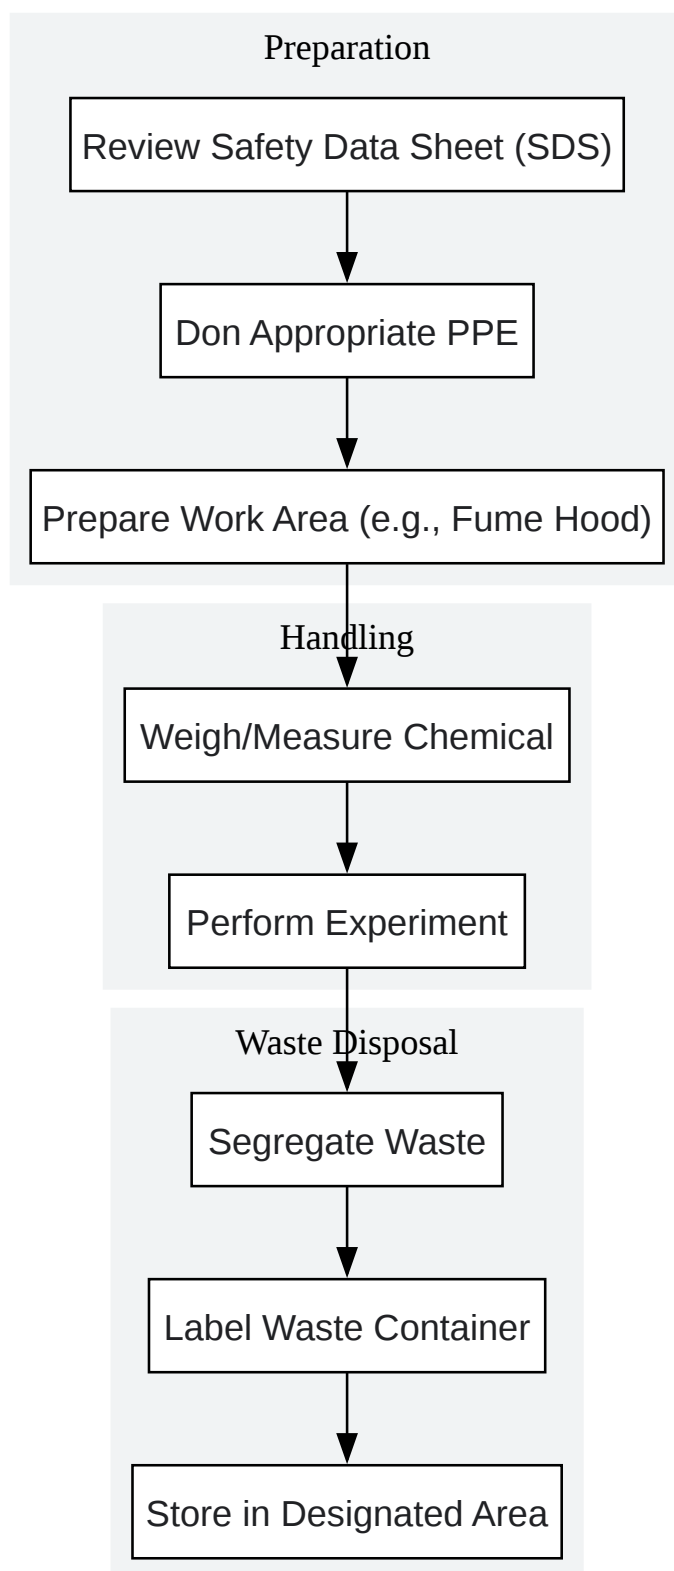 Preparation
Review Safety Data Sheet (SDS)
Don Appropriate PPE
Prepare Work Area (e.g., Fume Hood)
Handling
Weigh/Measure Chemical
Perform Experiment
Waste Disposal
Segregate Waste
Label Waste Container
Store in Designated Area